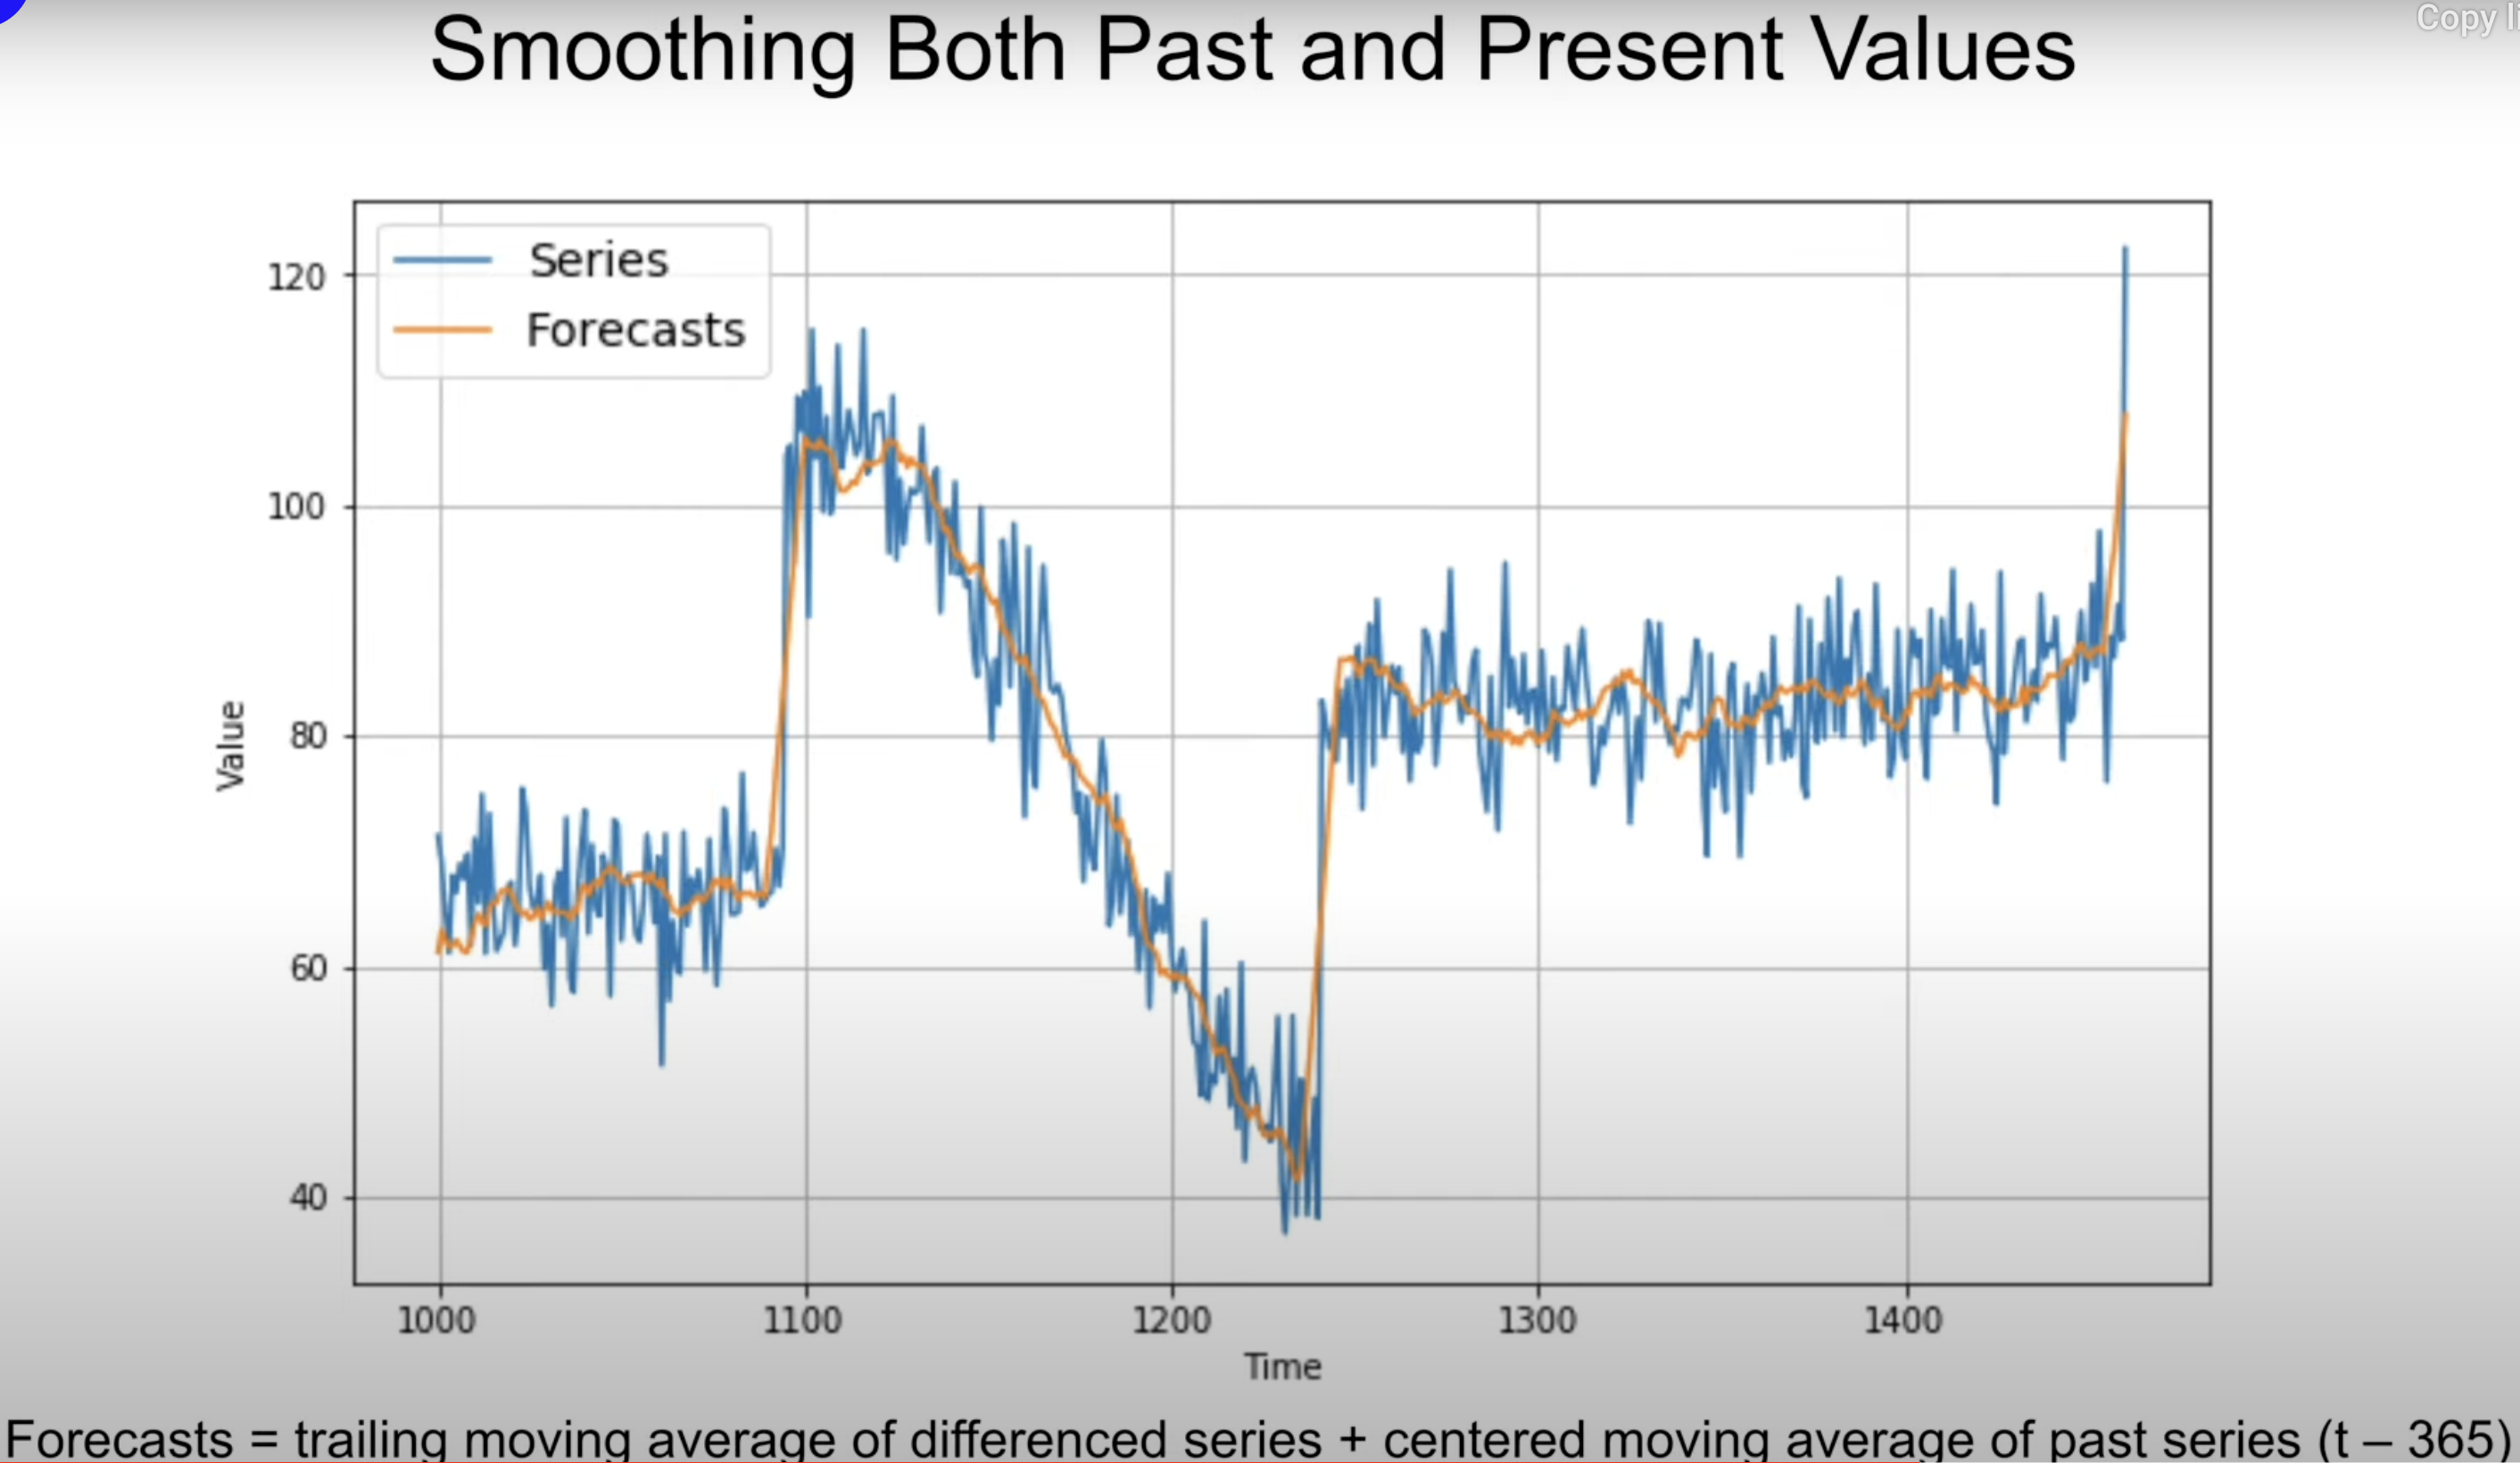 Copy li
Smoothing Both Past and Present Values
Series
Forecasts
120
100
80
60
40
Value
1000 1100 1200 1300 1400
Time
Forecasts = trailing moving average of differenced series + centered moving average of past series (t – 365)